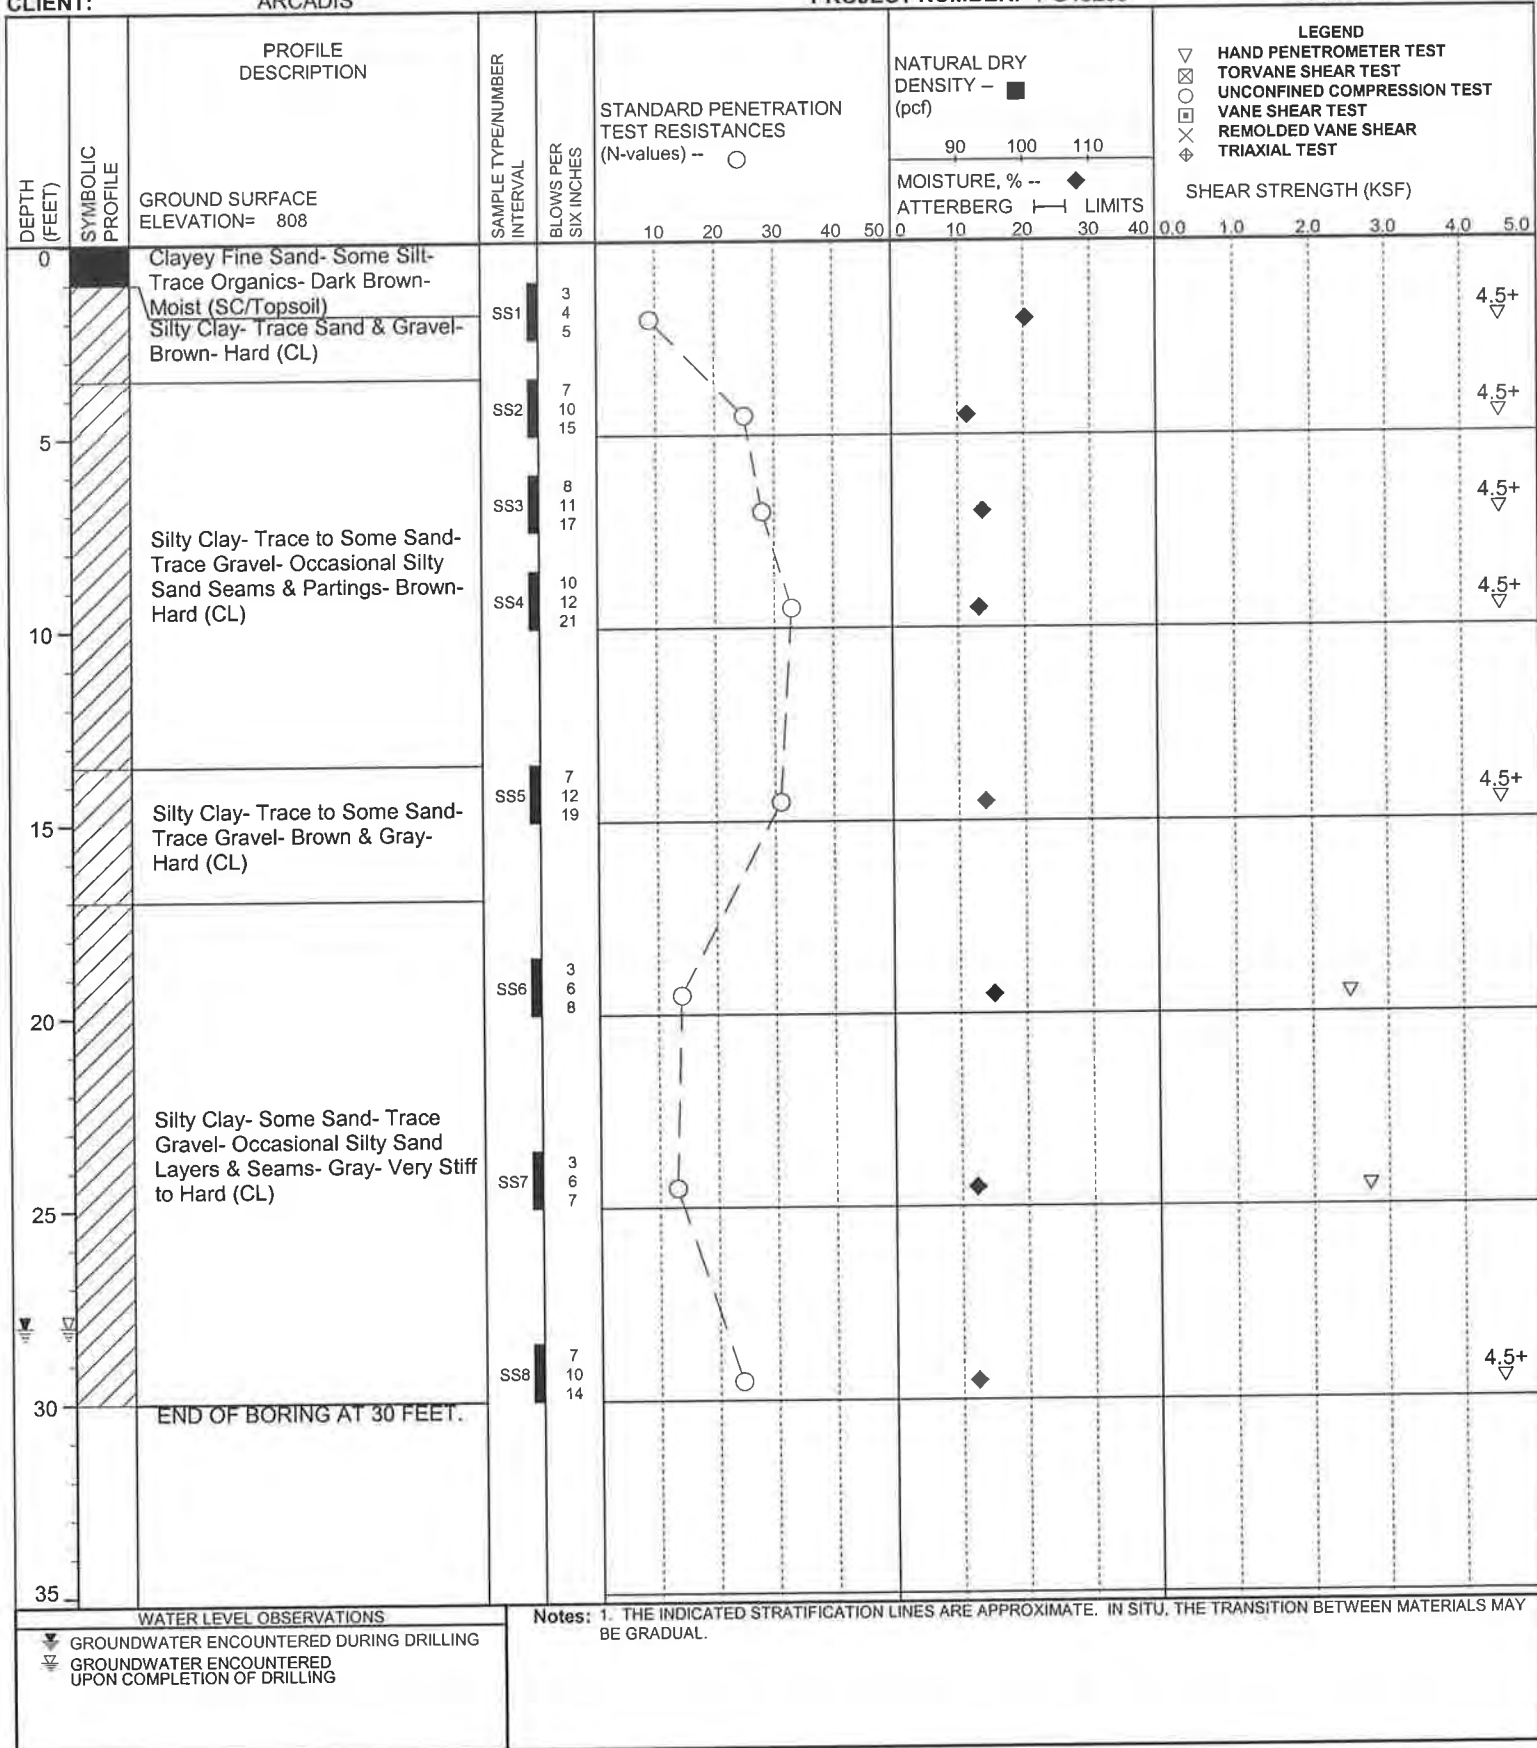 CLIENT: ARCADIS
DEPTH (FEET)
SYMBOLIC PROFILE
PROFILE DESCRIPTION
GROUND SURFACE
ELEVATION= 808
SAMPLE TYPE/NUMBER INTERVAL
BLOWS PER SIX INCHES
STANDARD PENETRATION
TEST RESISTANCES
(N-values) --
10 20 30 40 50
NATURAL DRY
DENSITY –
(pcf)
90 100 110
MOISTURE, % --
ATTERBERG LIMITS
0 10 20 30 40
LEGEND
HAND PENETROMETER TEST
TORVANE SHEAR TEST
UNCONFINED COMPRESSION TEST
VANE SHEAR TEST
REMOLDED VANE SHEAR
TRIAXIAL TEST
SHEAR STRENGTH (KSF)
0.0 1.0 2.0 3.0 4.0 5.0
0
Clayey Fine Sand- Some Silt-
Trace Organics- Dark Brown-
Moist (SC/Topsoil)
Silty Clay- Trace Sand & Gravel-
Brown- Hard (CL)
SS1
3
4
5
4.5+
SS2
7
10
15
4.5+
5
SS3
8
11
17
4.5+
Silty Clay- Trace to Some Sand-
Trace Gravel- Occasional Silty
Sand Seams & Partings- Brown-
Hard (CL)
SS4
10
12
21
4.5+
10
SS5
7
12
19
4.5+
Silty Clay- Trace to Some Sand-
Trace Gravel- Brown & Gray-
Hard (CL)
15
SS6
3
6
8
20
Silty Clay- Some Sand- Trace
Gravel- Occasional Silty Sand
Layers & Seams- Gray- Very Stiff
to Hard (CL)
SS7
3
6
7
25
SS8
7
10
14
4.5+
30
END OF BORING AT 30 FEET.
35
WATER LEVEL OBSERVATIONS
GROUNDWATER ENCOUNTERED DURING DRILLING
GROUNDWATER ENCOUNTERED
UPON COMPLETION OF DRILLING
Notes: 1. THE INDICATED STRATIFICATION LINES ARE APPROXIMATE. IN SITU, THE TRANSITION BETWEEN MATERIALS MAY
BE GRADUAL.